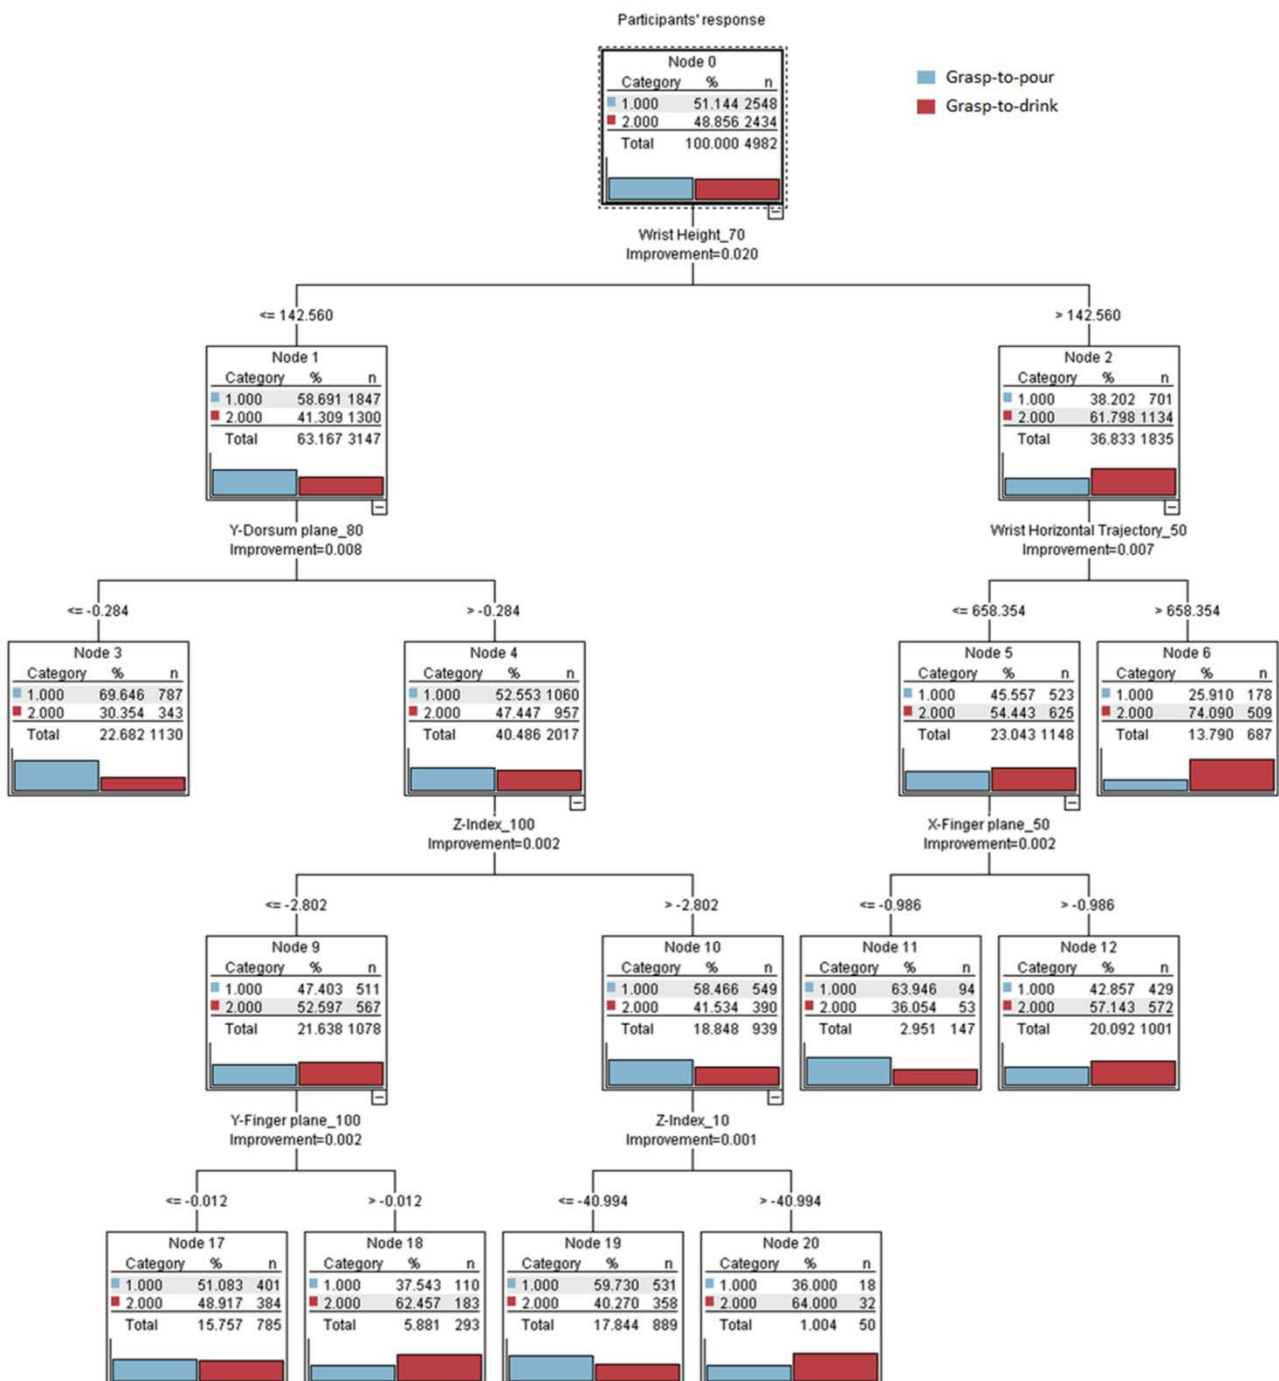 Participants' response
Node 0
Category % n
1.000 51.144 2548
2.000 48.856 2434
Total 100.000 4982
Grasp-to-pour
Grasp-to-drink
Wrist Height_70
Improvement=0.020
<= 142.560
> 142.560
Node 1
Category % n
1.000 58.691 1847
2.000 41.309 1300
Total 63.167 3147
Node 2
Category % n
1.000 38.202 701
2.000 61.798 1134
Total 36.833 1835
Y-Dorsum plane_80
Improvement=0.008
Wrist Horizontal Trajectory_50
Improvement=0.007
<= -0.284
> -0.284
<= 658.354
> 658.354
Node 3
Category % n
1.000 69.646 787
2.000 30.354 343
Total 22.682 1130
Node 4
Category % n
1.000 52.553 1060
2.000 47.447 957
Total 40.486 2017
Node 5
Category % n
1.000 45.557 523
2.000 54.443 625
Total 23.043 1148
Node 6
Category % n
1.000 25.910 178
2.000 74.090 509
Total 13.790 687
Z-Index_100
Improvement=0.002
X-Finger plane_50
Improvement=0.002
<= -2.802
> -2.802
<= -0.986
> -0.986
Node 9
Category % n
1.000 47.403 511
2.000 52.597 567
Total 21.638 1078
Node 10
Category % n
1.000 58.466 549
2.000 41.534 390
Total 18.848 939
Node 11
Category % n
1.000 63.946 94
2.000 36.054 53
Total 2.951 147
Node 12
Category % n
1.000 42.857 429
2.000 57.143 572
Total 20.092 1001
Y-Finger plane_100
Improvement=0.002
Z-Index_10
Improvement=0.001
<= -0.012
> -0.012
<= -40.994
> -40.994
Node 17
Category % n
1.000 51.083 401
2.000 48.917 384
Total 15.757 785
Node 18
Category % n
1.000 37.543 110
2.000 62.457 183
Total 5.881 293
Node 19
Category % n
1.000 59.730 531
2.000 40.270 358
Total 17.844 889
Node 20
Category % n
1.000 36.000 18
2.000 64.000 32
Total 1.004 50